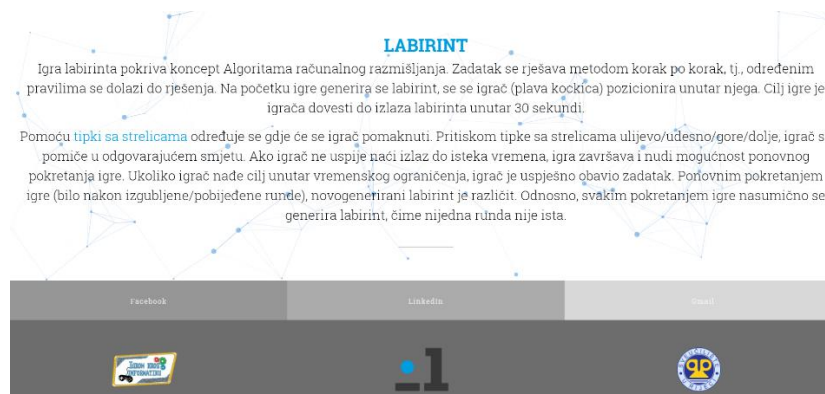 LABIRINT
Igra labirinta pokriva koncept Algoritama računalnog razmišljanja. Zadatak se rješava metodom korak po korak, tj., određenim
pravilima se dolazi do rješenja. Na početku igre generira se labirint, se se igrač (plava kockica) pozicionira unutar njega. Cilj igre je
igrača dovesti do izlaza labirinta unutar 30 sekundi.
Pomoću tipki sa strelicama određuje se gdje će se igrač pomaknuti. Pritiskom tipke sa strelicama ulijevo/udesno/gore/dolje, igrač s
pomiče u odgovarajućem smjetu. Ako igrač ne uspije naći izlaz do isteka vremena, igra završava i nudi mogućnost ponovnog
pokretanja igre. Ukoliko igrač nađe cilj unutar vremenskog ograničenja, igrač je uspješno obavio zadatak. Ponovnim pokretanjem
igre (bilo nakon izgubljene/pobijeđene runde), novogenerirani labirint je različit. Odnosno, svakim pokretanjem igre nasumično se
generira labirint, čime nijedna runda nije ista.
Facebook
Linkedin
Gmail